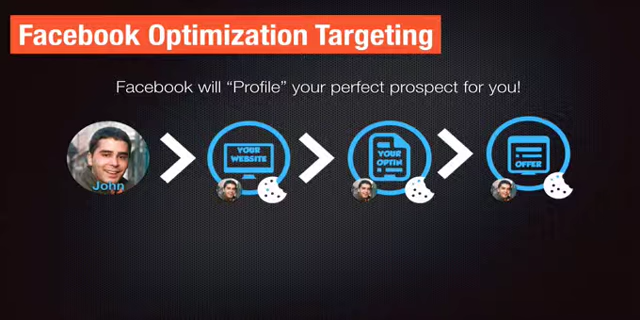 Facebook Optimization Targeting
Facebook will “Profile” your perfect prospect for you!
John
YOUR
WEBSITE
YOUR
OPTIN
OFFER